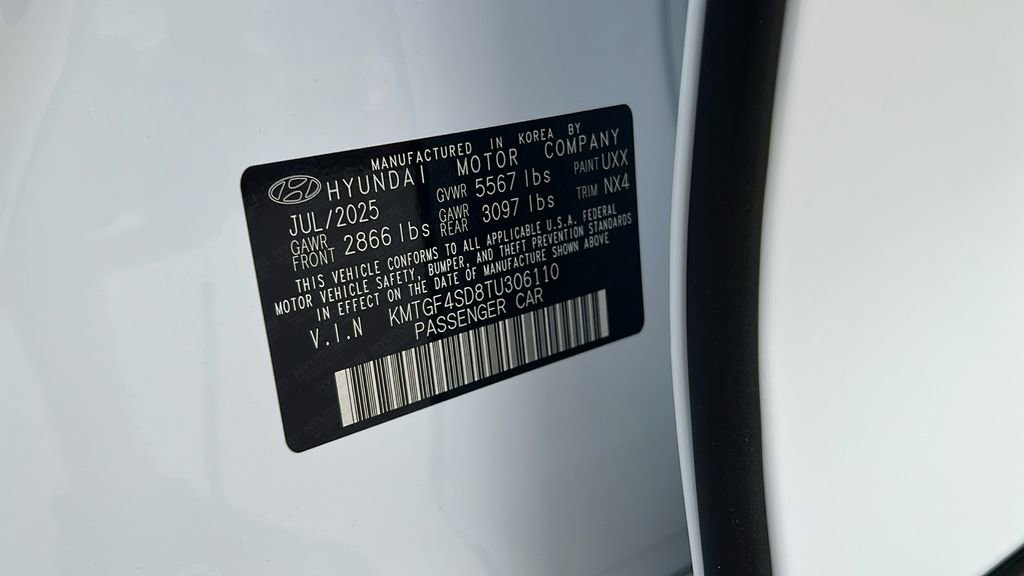 MANUFACTURED IN KOREA BY
HYUNDAI MOTOR COMPANY
JUL/2025 GVWR 5567 lbs PAINT UXX
GAWR FRONT 2866 lbs GAWR REAR 3097 lbs TRIM NX4
THIS VEHICLE CONFORMS TO ALL APPLICABLE U.S.A. FEDERAL
MOTOR VEHICLE SAFETY, BUMPER, AND THEFT PREVENTION STANDARDS
IN EFFECT ON THE DATE OF MANUFACTURE SHOWN ABOVE
V.I.N KMTGF4SD8TU306110
PASSENGER CAR